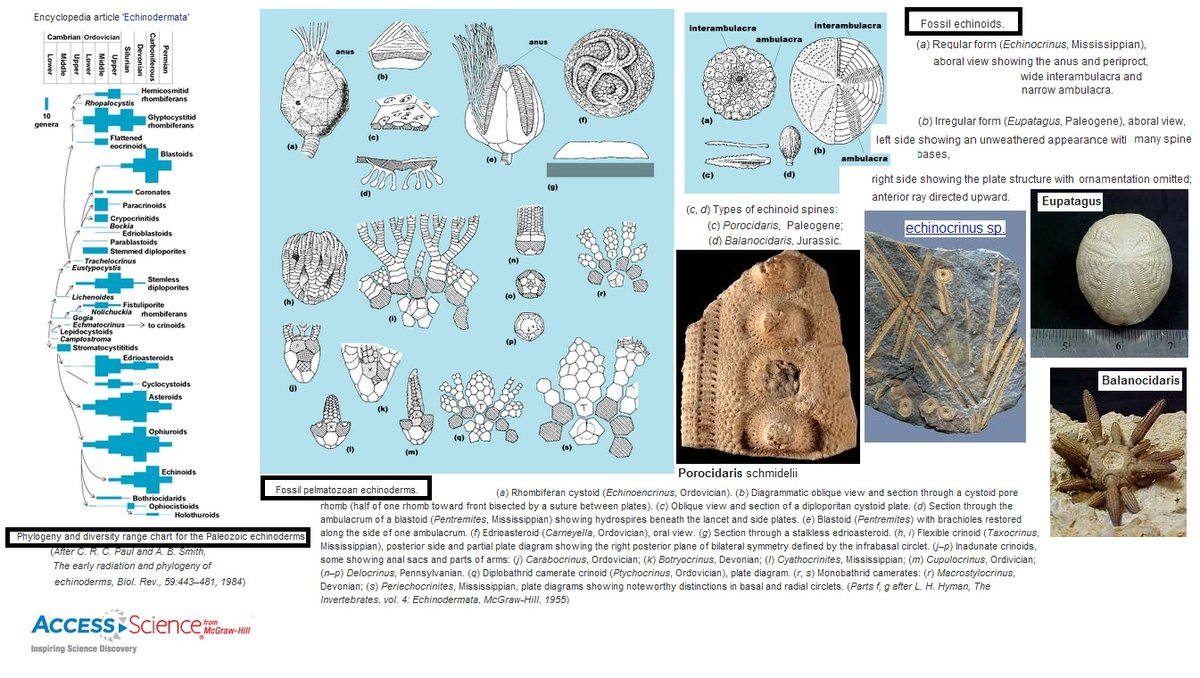 Encyclopedia article 'Echinodermata'
Cambrian Ordovician
Lower
Middle
Upper
Lower
Middle
Upper
Silurian
Devonian
Carboniferous
Permian
10
genera
Hemicosmitid
rhombiferans
Rhopalocystis
Glyptocystitid
rhombiferans
Flattened
eocrinoids
Blastoids
Coronates
Paracrinoids
Crypocrinitids
Bockia
Edrioblastoids
Parablastoids
Stemmed diploporites
Trachelocrinus
Eustypocystis
Stemless
diploporites
Lichenoides
Fistuliporite
rhombiferans
Nolichuckia
Gogia
Echmatocrinus
to crinoids
Lepidocystoids
Camptostroma
Stromatocystitids
Edrioasteroids
Cyclocystoids
Asteroids
Ophiuroids
Echinoids
Bothriocidarids
Ophiocistioids
Holothuroids
Phylogeny and diversity range chart for the Paleozoic echinoderms
(After C. R. C. Paul and A. B. Smith,
The early radiation and phylogeny of
echinoderms, Biol. Rev., 59:443–481, 1984)
ACCESS Science from
McGraw-Hill
Inspiring Science Discovery
anus
anus
(a)
(b)
(c)
(d)
(e)
(f)
(g)
(h)
(i)
(j)
(k)
(l)
(m)
(n)
(o)
(p)
(q)
(r)
(s)
T
T
x
x
Fossil pelmatozoan echinoderms.
(a) Rhombiferan cystoid (Echinoencrinus, Ordovician). (b) Diagrammatic oblique view and section through a cystoid pore
rhomb (half of one rhomb toward front bisected by a suture between plates). (c) Oblique view and section of a diploporitan cystoid plate. (d) Section through the
ambulacrum of a blastoid (Pentremites, Mississippian) showing hydrospires beneath the lancet and side plates. (e) Blastoid (Pentremites) with brachioles restored
along the side of one ambulacrum. (f) Edrioasteroid (Carneyella, Ordovician), oral view. (g) Section through a stalkless edrioasteroid. (h, i) Flexible crinoid (Taxocrinus,
Mississippian), posterior side and partial plate diagram showing the right posterior plane of bilateral symmetry defined by the infrabasal circlet. (j–p) Inadunate crinoids,
some showing anal sacs and parts of arms: (j) Carabocrinus, Ordovician; (k) Botryocrinus, Devonian; (l) Cyathocrinites, Mississippian; (m) Cupulocrinus, Ordivician;
(n–p) Delocrinus, Pennsylvanian. (q) Diplobathrid camerate crinoid (Ptychocrinus, Ordovician), plate diagram. (r, s) Monobathrid camerates: (r) Macrostylocrinus,
Devonian; (s) Periechocrinites, Mississippian, plate diagrams showing noteworthy distinctions in basal and radial circlets. (Parts f, g after L. H. Hyman, The
Invertebrates, vol. 4: Echinodermata, McGraw-Hill, 1955)
interambulacra
ambulacra
interambulacra
ambulacra
(a)
(b)
(c)
(d)
Fossil echinoids.
(a) Reqular form (Echinocrinus, Mississippian),
aboral view showing the anus and periproct,
wide interambulacra and
narrow ambulacra.
(b) Irregular form (Eupatagus, Paleogene), aboral view,
left side showing an unweathered appearance with many spine
bases,
right side showing the plate structure with ornamentation omitted;
anterior ray directed upward.
(c, d) Types of echinoid spines:
(c) Porocidaris, Paleogene;
(d) Balanocidaris, Jurassic.
Porocidaris schmidelii
echinocrinus sp.
Eupatagus
5 6 7
Balanocidaris